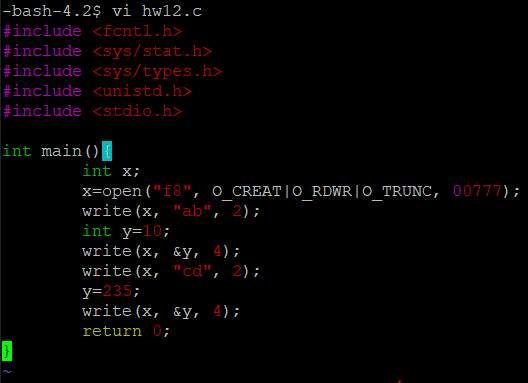 -bash-4.2$ vi hw12.c
#include <fcntl.h>
#include <sys/stat.h>
#include <sys/types.h>
#include <unistd.h>
#include <stdio.h>

int main(){
        int x;
        x=open("f8", O_CREAT|O_RDWR|O_TRUNC, 00777);
        write(x, "ab", 2);
        int y=10;
        write(x, &y, 4);
        write(x, "cd", 2);
        y=235;
        write(x, &y, 4);
        return 0;
}
~